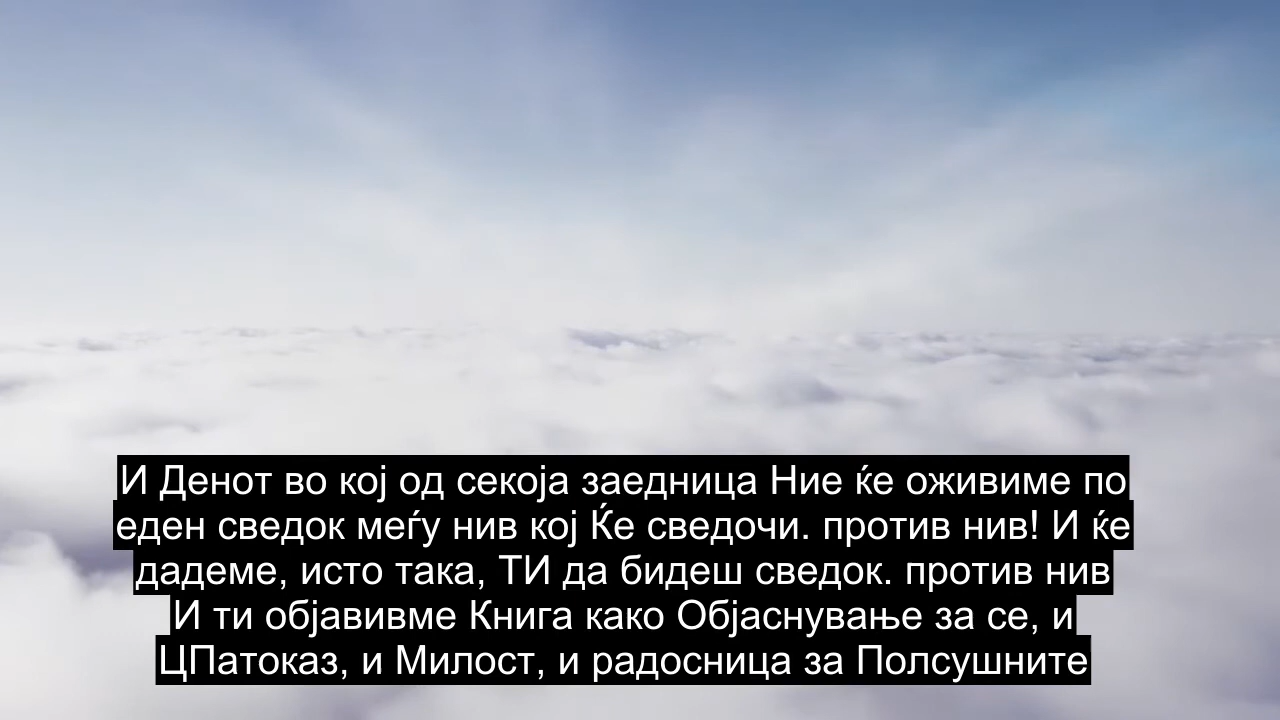 И Денот во кој од секоја заедница Ние ќе оживиме по
еден сведок меѓу нив кој Ќе сведочи. против нив! И ќе
дадеме, исто така, ТИ да бидеш сведок. против нив
И ти објавивме Книга како Објаснување за се, и
ЦПатоказ, и Милост, и радосница за Полсушните